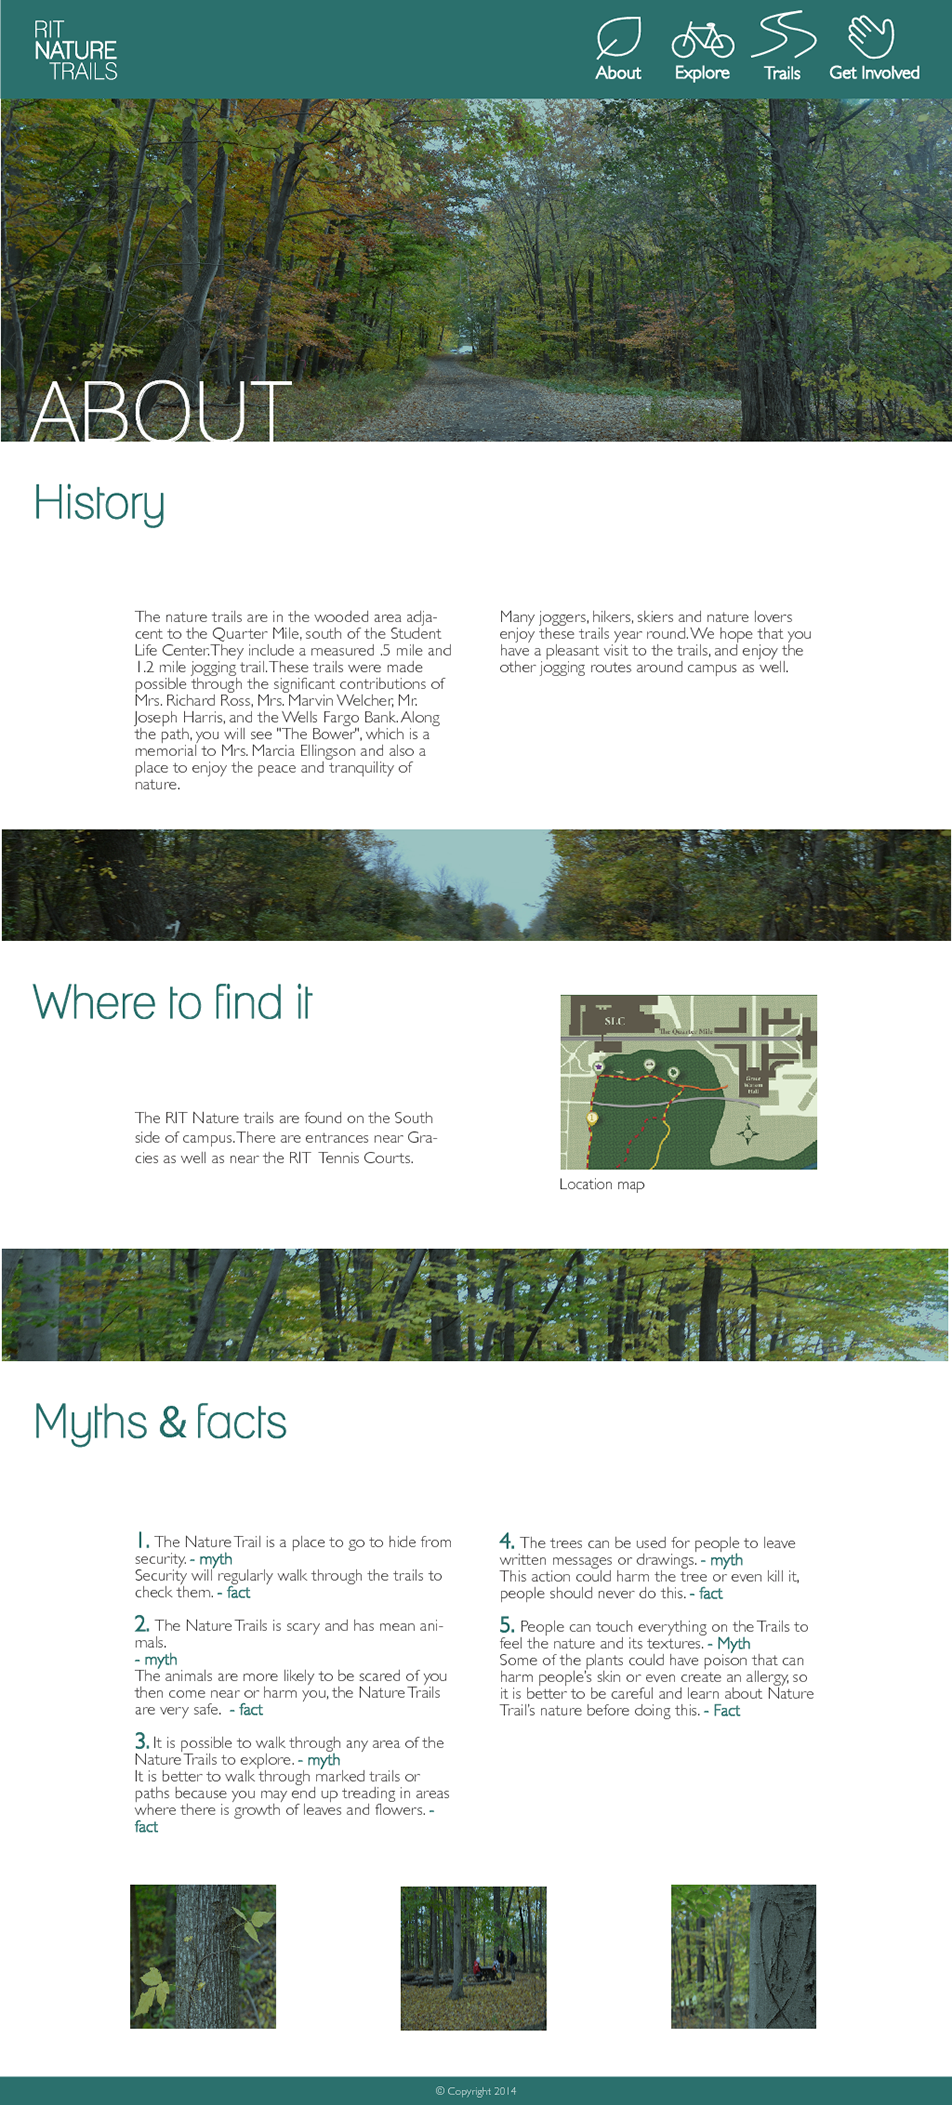 RIT
NATURE
TRAILS
About
Explore
Trails
Get Involved
ABOUT
History
The nature trails are in the wooded area adja-
cent to the Quarter Mile, south of the Student
Life Center. They include a measured .5 mile and
1.2 mile jogging trail. These trails were made
possible through the significant contributions of
Mrs. Richard Ross, Mrs. Marvin Welcher, Mr.
Joseph Harris, and the Wells Fargo Bank. Along
the path, you will see "The Bower", which is a
memorial to Mrs. Marcia Ellingson and also a
place to enjoy the peace and tranquility of
nature.
Many joggers, hikers, skiers and nature lovers
enjoy these trails year round. We hope that you
have a pleasant visit to the trails, and enjoy the
other jogging routes around campus as well.
Where to find it
The RIT Nature trails are found on the South
side of campus. There are entrances near Gra-
cies as well as near the RIT Tennis Courts.
SLC
The Quarter Mile
Grace
Watson
Hall
N
Location map
Myths & facts
1. The Nature Trail is a place to go to hide from
security. - myth
Security will regularly walk through the trails to
check them. - fact
2. The Nature Trails is scary and has mean ani-
mals.
- myth
The animals are more likely to be scared of you
then come near or harm you, the Nature Trails
are very safe. - fact
3. It is possible to walk through any area of the
Nature Trails to explore. - myth
It is better to walk through marked trails or
paths because you may end up treading in areas
where there is growth of leaves and flowers. -
fact
4. The trees can be used for people to leave
written messages or drawings. - myth
This action could harm the tree or even kill it,
people should never do this. - fact
5. People can touch everything on the Trails to
feel the nature and its textures. - Myth
Some of the plants could have poison that can
harm people's skin or even create an allergy, so
it is better to be careful and learn about Nature
Trail's nature before doing this. - Fact
© Copyright 2014